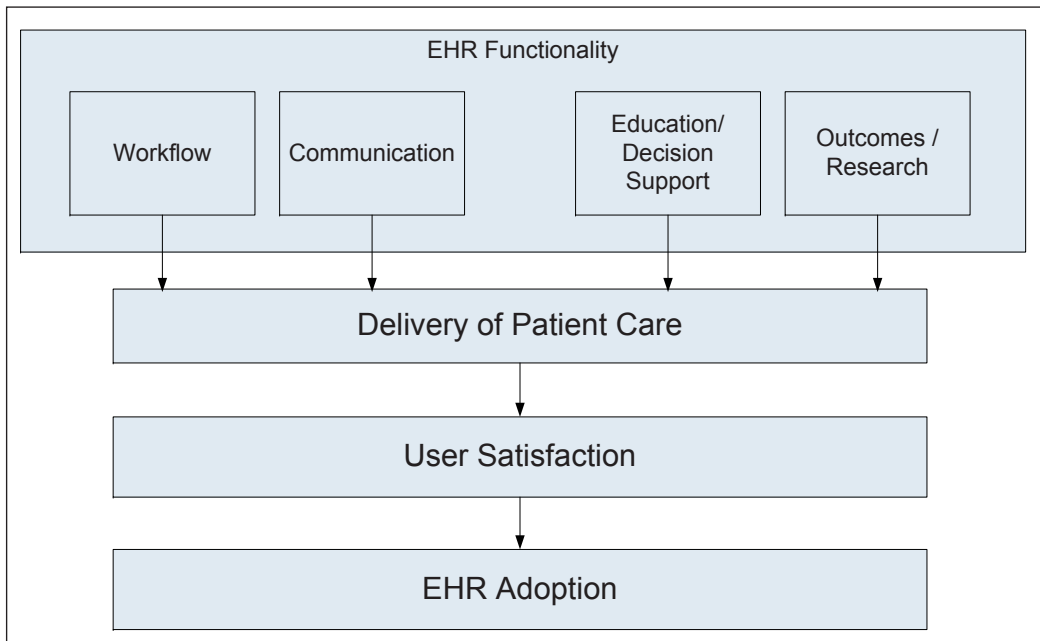 EHR Functionality
Workflow
Communication
Education/
Decision
Support
Outcomes /
Research
Delivery of Patient Care
User Satisfaction
EHR Adoption